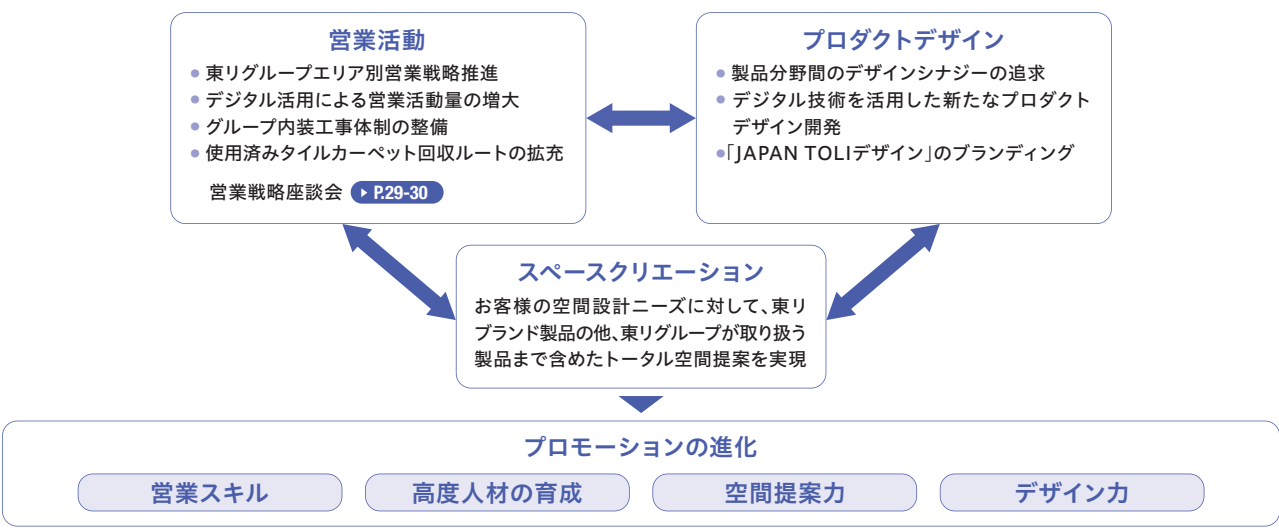 営業活動
• 東リグループエリア別営業戦略推進
• デジタル活用による営業活動量の増大
• グループ内装工事体制の整備
• 使用済みタイルカーペット回収ルートの拡充
営業戦略座談会 ▶ P.29-30
プロダクトデザイン
• 製品分野間のデザインシナジーの追求
• デジタル技術を活用した新たなプロダクト
デザイン開発
•「JAPAN TOLIデザイン」のブランディング
スペースクリエーション
お客様の空間設計ニーズに対して、東リ
ブランド製品の他、東リグループが取り扱う
製品まで含めたトータル空間提案を実現
プロモーションの進化
営業スキル
高度人材の育成
空間提案力
デザイン力